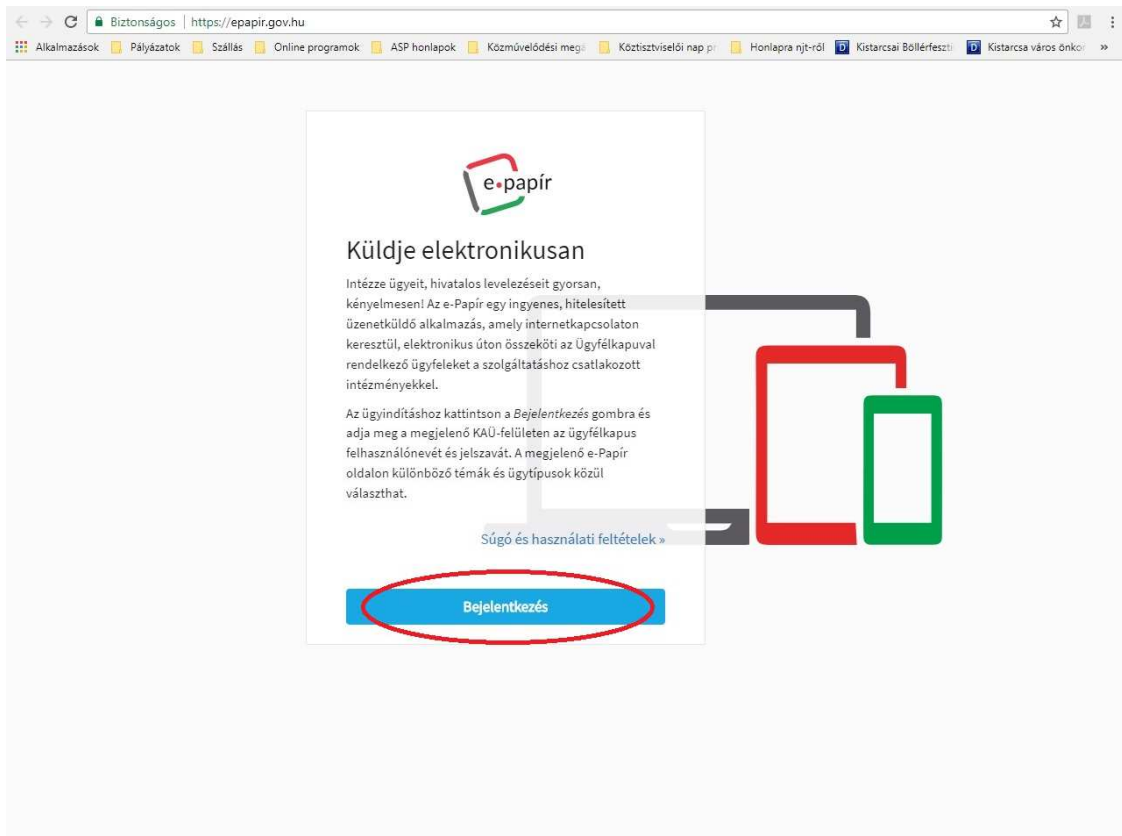 Biztonságos | https://epapir.gov.hu
Alkalmazások Pályázatok Szállás Online programok ASP honlapok Közművelődési mega Köztisztviselői nap pr Honlapra njt-ről D Kistarcsai Böllérfeszti D Kistarcsa város önkor »
e•papír
Küldje elektronikusan
Intézze ügyeit, hivatalos levelezéseit gyorsan,
kényelmesen! Az e-Papír egy ingyenes, hitelesített
üzenetküldő alkalmazás, amely internetkapcsolaton
keresztül, elektronikus úton összeköti az Ügyfélkapuval
rendelkező ügyfeleket a szolgáltatáshoz csatlakozott
intézményekkel.
Az ügyindításhoz kattintson a Bejelentkezés gombra és
adja meg a megjelenő KAÜ-felületen az ügyfélkapus
felhasználónevét és jelszavát. A megjelenő e-Papír
oldalon különböző témák és ügytípusok közül
választhat.
Súgó és használati feltételek »
Bejelentkezés